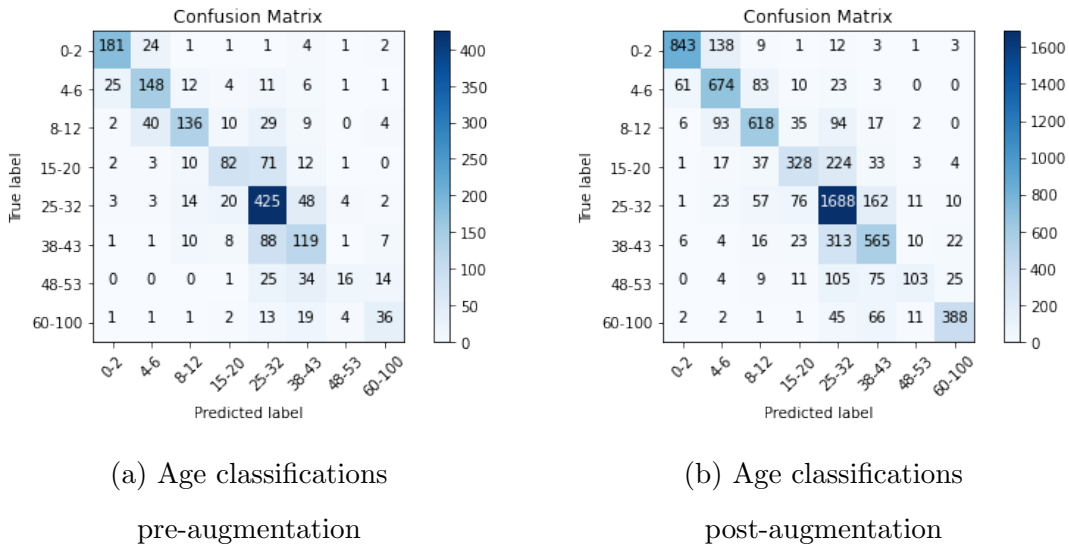 Confusion Matrix
0-2 181 24 1 1 1 4 1 2
4-6 25 148 12 4 11 6 1 1
8-12 2 40 136 10 29 9 0 4
15-20 2 3 10 82 71 12 1 0
25-32 3 3 14 20 425 48 4 2
38-43 1 1 10 8 88 119 1 7
48-53 0 0 0 1 25 34 16 14
60-100 1 1 1 2 13 19 4 36
True label
0-2 4-6 8-12 15-20 25-32 38-43 48-53 60-100
Predicted label
400
350
300
250
200
150
100
50
0
(a) Age classifications
pre-augmentation
Confusion Matrix
0-2 843 138 9 1 12 3 1 3
4-6 61 674 83 10 23 3 0 0
8-12 6 93 618 35 94 17 2 0
15-20 1 17 37 328 224 33 3 4
25-32 1 23 57 76 1688 162 11 10
38-43 6 4 16 23 313 565 10 22
48-53 0 4 9 11 105 75 103 25
60-100 2 2 1 1 45 66 11 388
True label
0-2 4-6 8-12 15-20 25-32 38-43 48-53 60-100
Predicted label
1600
1400
1200
1000
800
600
400
200
0
(b) Age classifications
post-augmentation